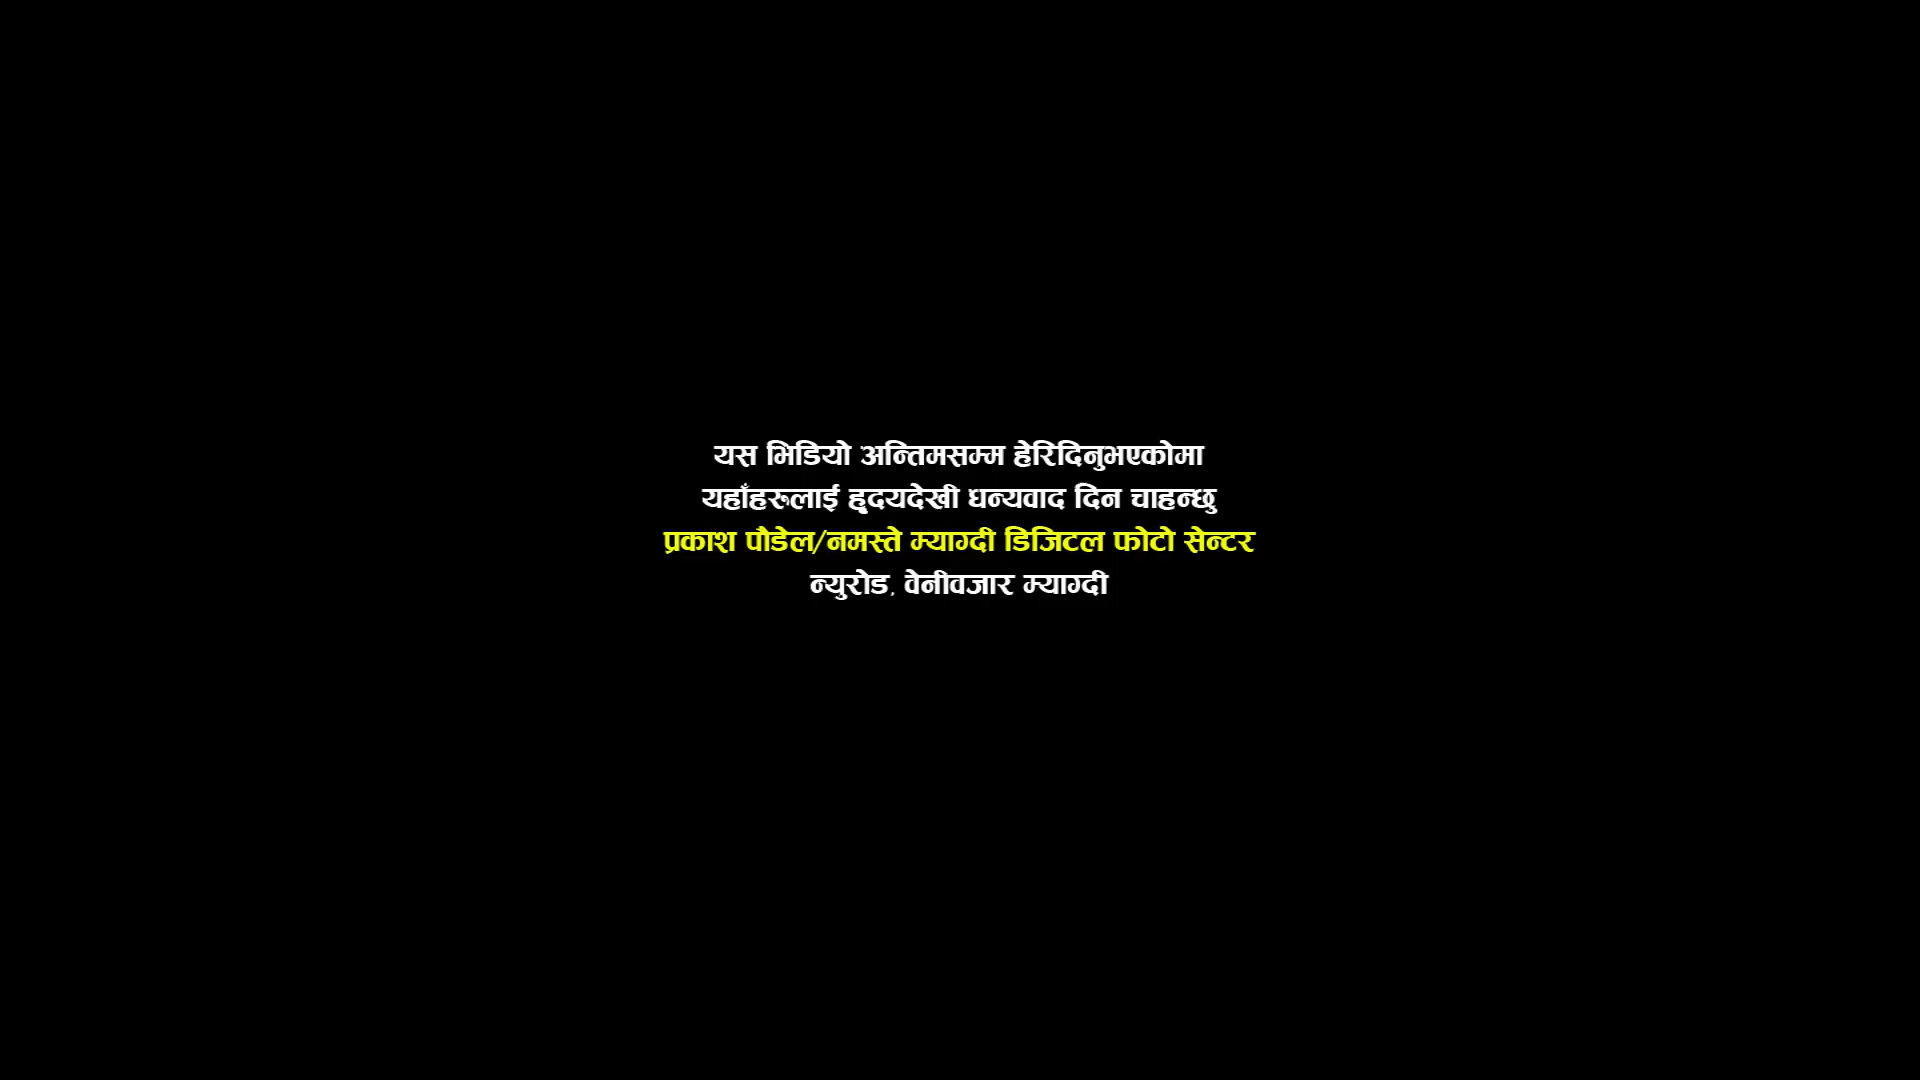 यस भिडियो अन्तिमसम्म हेरिदिनुभएकोमा
यहाँहरुलाई हृदयदेखी धन्यवाद दिन चाहन्छु
प्रकाश पौडेल/नमस्ते म्याग्दी डिजिटल फोटो सेन्टर
न्युरोड, वेनीवजार म्याग्दी